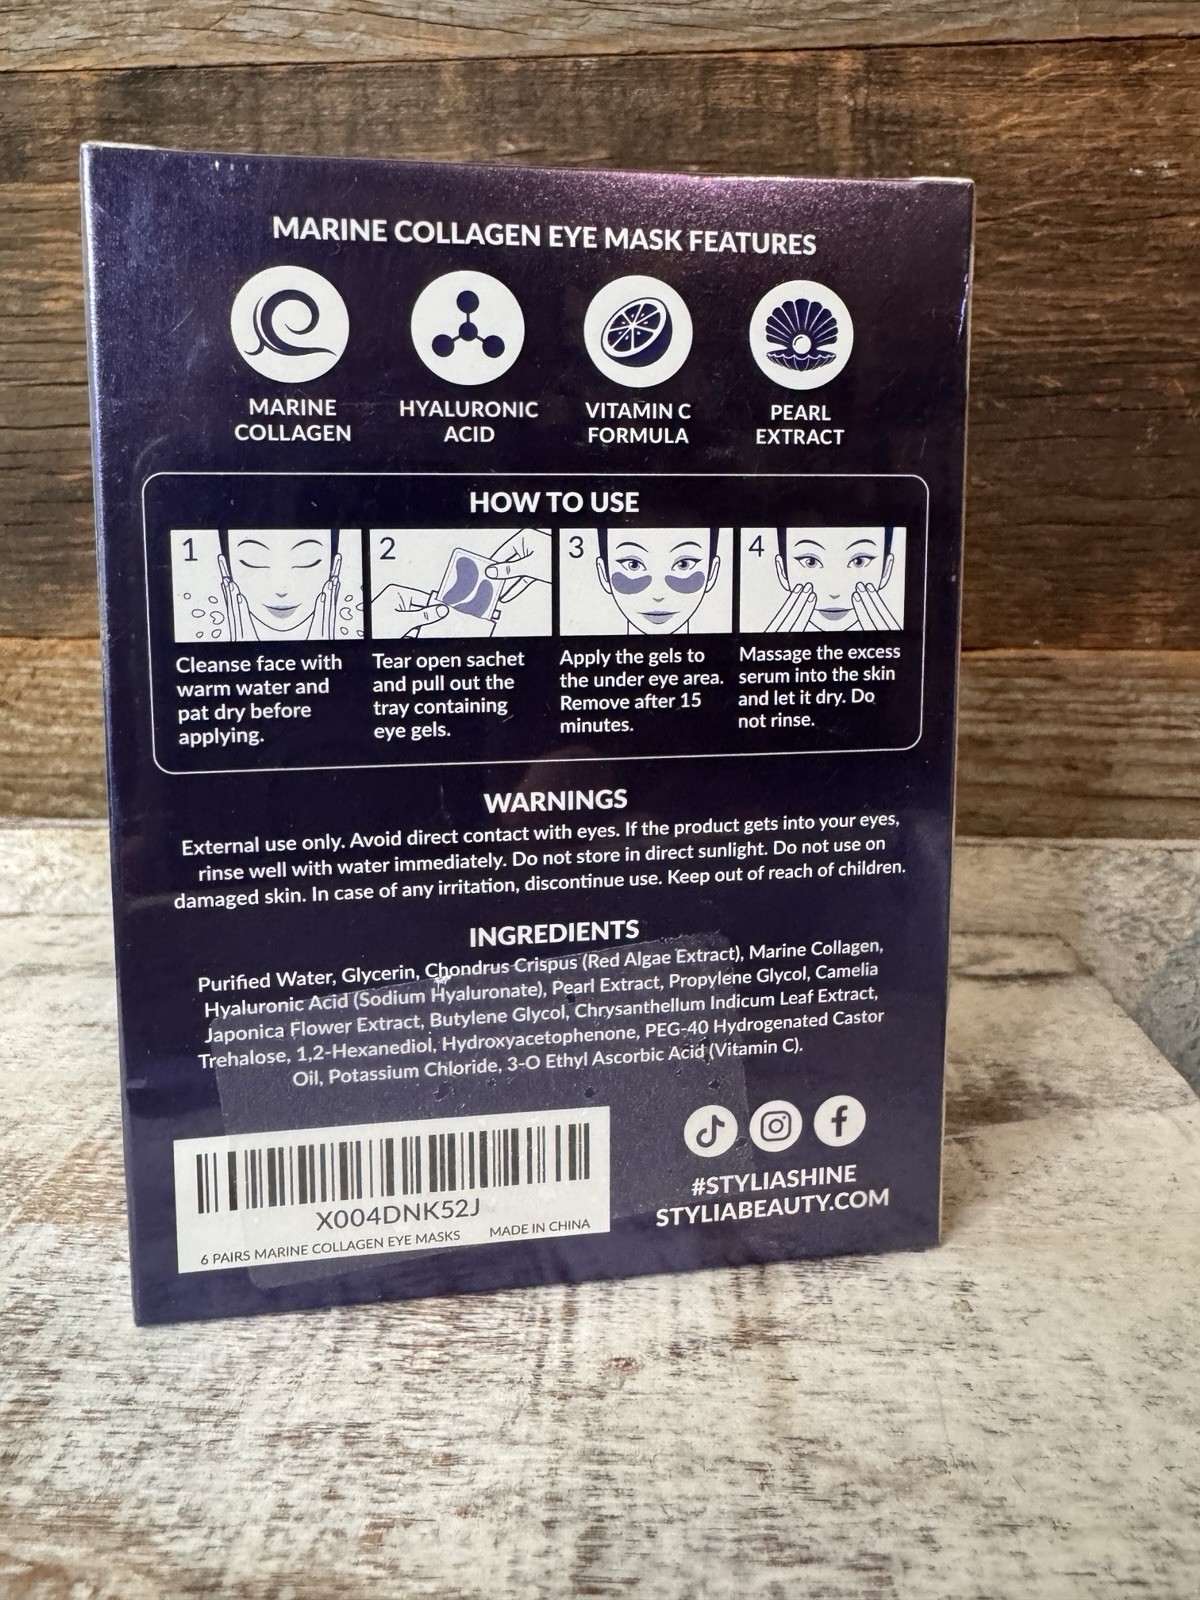 MARINE COLLAGEN EYE MASK FEATURES
MARINE
COLLAGEN
HYALURONIC
ACID
VITAMIN C
FORMULA
PEARL
EXTRACT
HOW TO USE
1
Cleanse face with
warm water and
pat dry before
applying.
2
Tear open sachet
and pull out the
tray containing
eye gels.
3
Apply the gels to
the under eye area.
Remove after 15
minutes.
4
Massage the excess
serum into the skin
and let it dry. Do
not rinse.
WARNINGS
External use only. Avoid direct contact with eyes. If the product gets into your eyes,
rinse well with water immediately. Do not store in direct sunlight. Do not use on
damaged skin. In case of any irritation, discontinue use. Keep out of reach of children.
INGREDIENTS
Purified Water, Glycerin, Chondrus Crispus (Red Algae Extract), Marine Collagen,
Hyaluronic Acid (Sodium Hyaluronate), Pearl Extract, Propylene Glycol, Camelia
Japonica Flower Extract, Butylene Glycol, Chrysanthellum Indicum Leaf Extract,
Trehalose, 1,2-Hexanediol, Hydroxyacetophenone, PEG-40 Hydrogenated Castor
Oil, Potassium Chloride, 3-O Ethyl Ascorbic Acid (Vitamin C).
X004DNK52J
6 PAIRS MARINE COLLAGEN EYE MASKS MADE IN CHINA
#STYLIASHINE
STYLIABEAUTY.COM